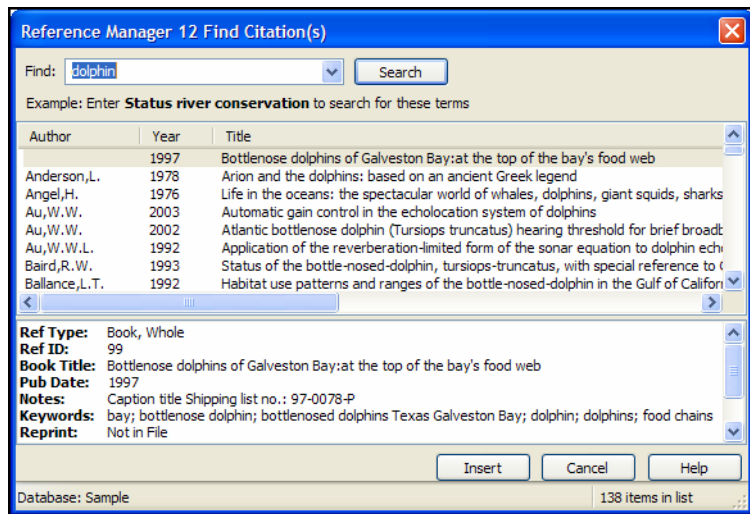 Reference Manager 12 Find Citation(s)
Find: dolphin Search
Example: Enter Status river conservation to search for these terms
Author Year Title
1997 Bottlenose dolphins of Galveston Bay:at the top of the bay's food web
Anderson,L. 1978 Arion and the dolphins: based on an ancient Greek legend
Angel,H. 1976 Life in the oceans: the spectacular world of whales, dolphins, giant squids, sharks
Au,W.W. 2003 Automatic gain control in the echolocation system of dolphins
Au,W.W. 2002 Atlantic bottlenose dolphin (Tursiops truncatus) hearing threshold for brief broadb
Au,W.W.L. 1992 Application of the reverberation-limited form of the sonar equation to dolphin echo
Baird,R.W. 1993 Status of the bottle-nosed-dolphin, tursiops-truncatus, with special reference to C
Ballance,L.T. 1992 Habitat use patterns and ranges of the bottle-nosed-dolphin in the Gulf of Californ
Ref Type: Book, Whole
Ref ID: 99
Book Title: Bottlenose dolphins of Galveston Bay:at the top of the bay's food web
Pub Date: 1997
Notes: Caption title Shipping list no.: 97-0078-P
Keywords: bay; bottlenose dolphin; bottlenosed dolphins Texas Galveston Bay; dolphin; dolphins; food chains
Reprint: Not in File
Insert Cancel Help
Database: Sample 138 items in list